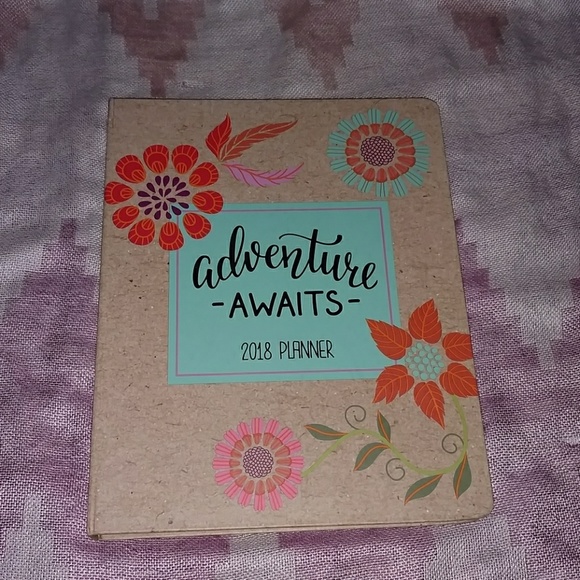 adventure
-AWAITS-
2018 PLANNER